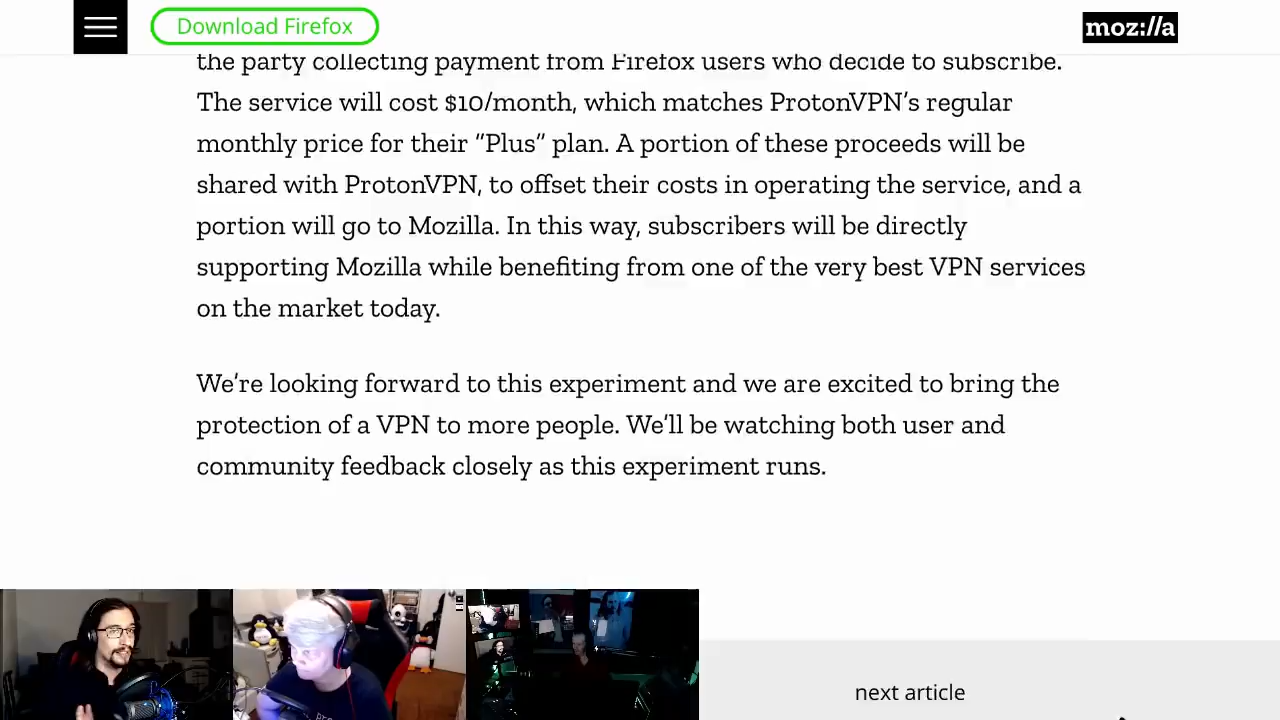 Download Firefox
moz://a
the party collecting payment from Firefox users who decide to subscribe.
The service will cost $10/month, which matches ProtonVPN’s regular
monthly price for their “Plus” plan. A portion of these proceeds will be
shared with ProtonVPN, to offset their costs in operating the service, and a
portion will go to Mozilla. In this way, subscribers will be directly
supporting Mozilla while benefiting from one of the very best VPN services
on the market today.
We’re looking forward to this experiment and we are excited to bring the
protection of a VPN to more people. We’ll be watching both user and
community feedback closely as this experiment runs.
next article